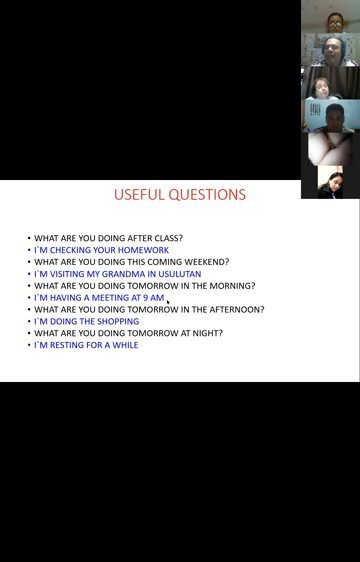 USEFUL QUESTIONS
• WHAT ARE YOU DOING AFTER CLASS?
• I`M CHECKING YOUR HOMEWORK
• WHAT ARE YOU DOING THIS COMING WEEKEND?
• I`M VISITING MY GRANDMA IN USULUTAN
• WHAT ARE YOU DOING TOMORROW IN THE MORNING?
• I`M HAVING A MEETING AT 9 AM
• WHAT ARE YOU DOING TOMORROW IN THE AFTERNOON?
• I`M DOING THE SHOPPING
• WHAT ARE YOU DOING TOMORROW AT NIGHT?
• I`M RESTING FOR A WHILE